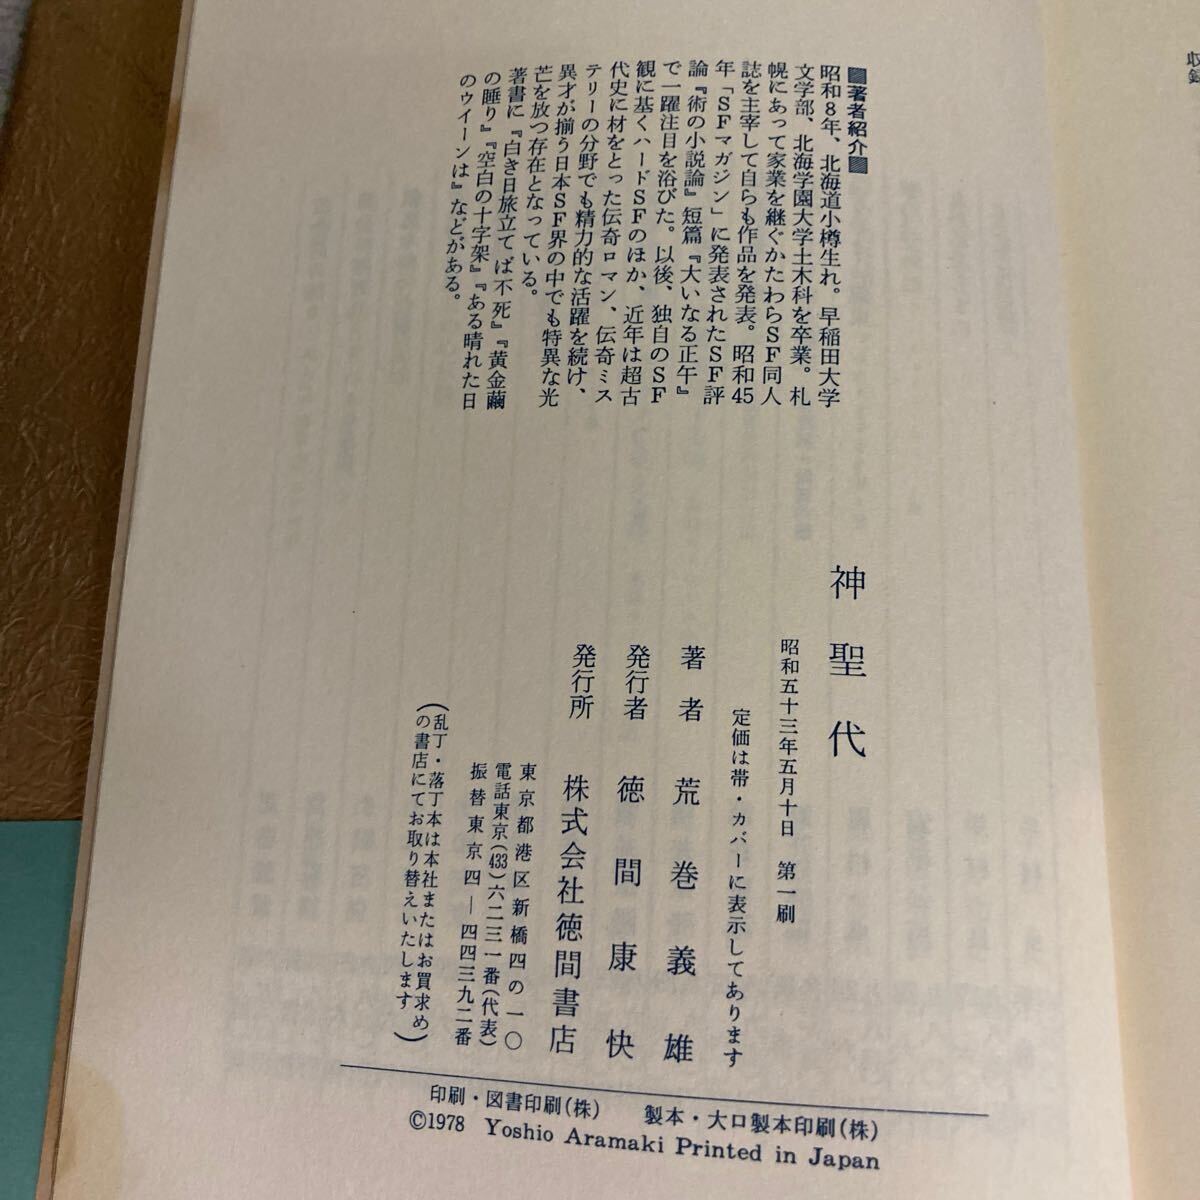 収録
■著者紹介■
昭和8年、北海道小樽生れ。早稲田大学
文学部、北海学園大学土木科を卒業。札
幌にあって家業を継ぐかたわらSF同人
誌を主宰して自らも作品を発表。昭和45
年「SFマガジン」に発表されたSF評
論『術の小説論』短篇『大いなる正午』
で一躍注目を浴びた。以後、独自のSF
観に基くハードSFのほか、近年は超古
代史に材をとった伝奇ロマン、伝奇ミス
テリーの分野でも精力的な活躍を続け、
異才が揃う日本SF界の中でも特異な光
芒を放つ存在となっている。
著書に『白き日旅立てば不死』『黄金繭
の睡り』『空白の十字架』『ある晴れた日
のウイーンは』などがある。
神聖代
昭和五十三年五月十日 第一刷
定価は帯・カバーに表示してあります
著者 荒巻義雄
発行者 徳間康快
発行所 株式会社徳間書店
東京都港区新橋四の一〇
電話東京(433)六二三一番(代表)
振替東京四―四四三九二番
(乱丁・落丁本は本社またはお買求め
の書店にてお取り替えいたします)
印刷・図書印刷(株) 製本・大口製本印刷(株)
©1978 Yoshio Aramaki Printed in Japan